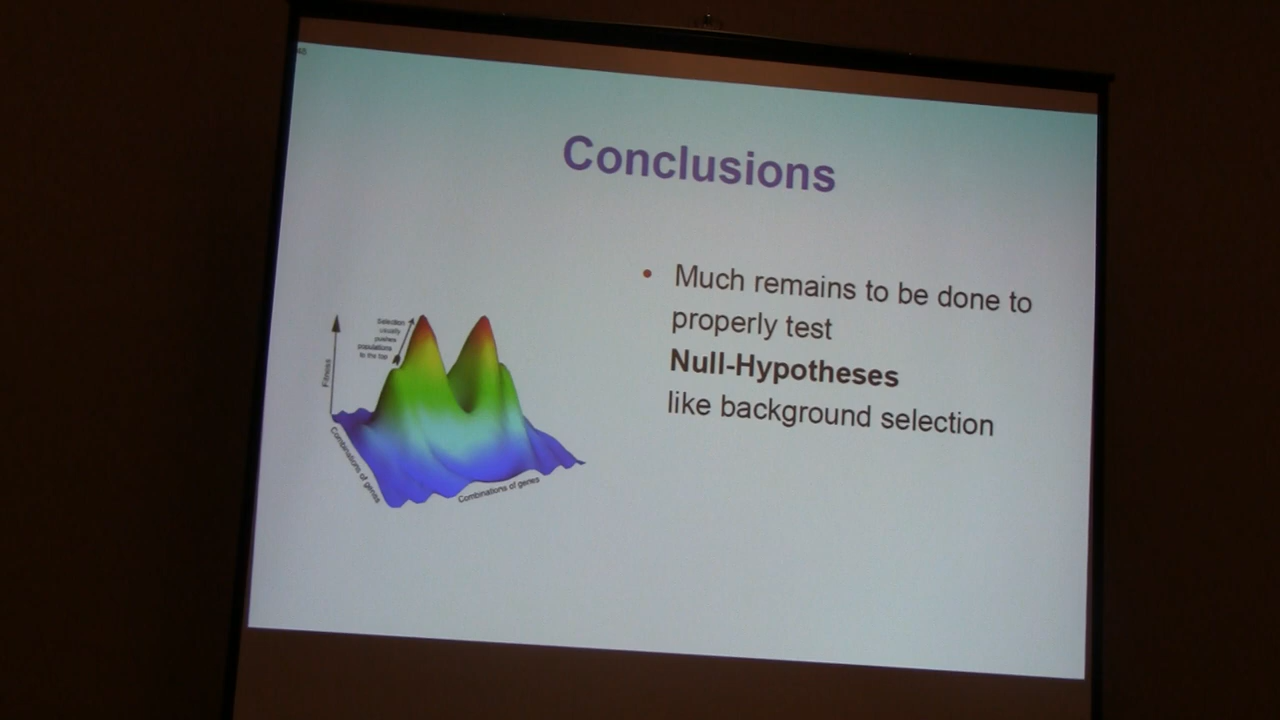 48
Conclusions
Much remains to be done to
properly test
Null-Hypotheses
like background selection
Selection
usually
pushes
populations
to the top
Fitness
Combinations of genes
Combinations of genes